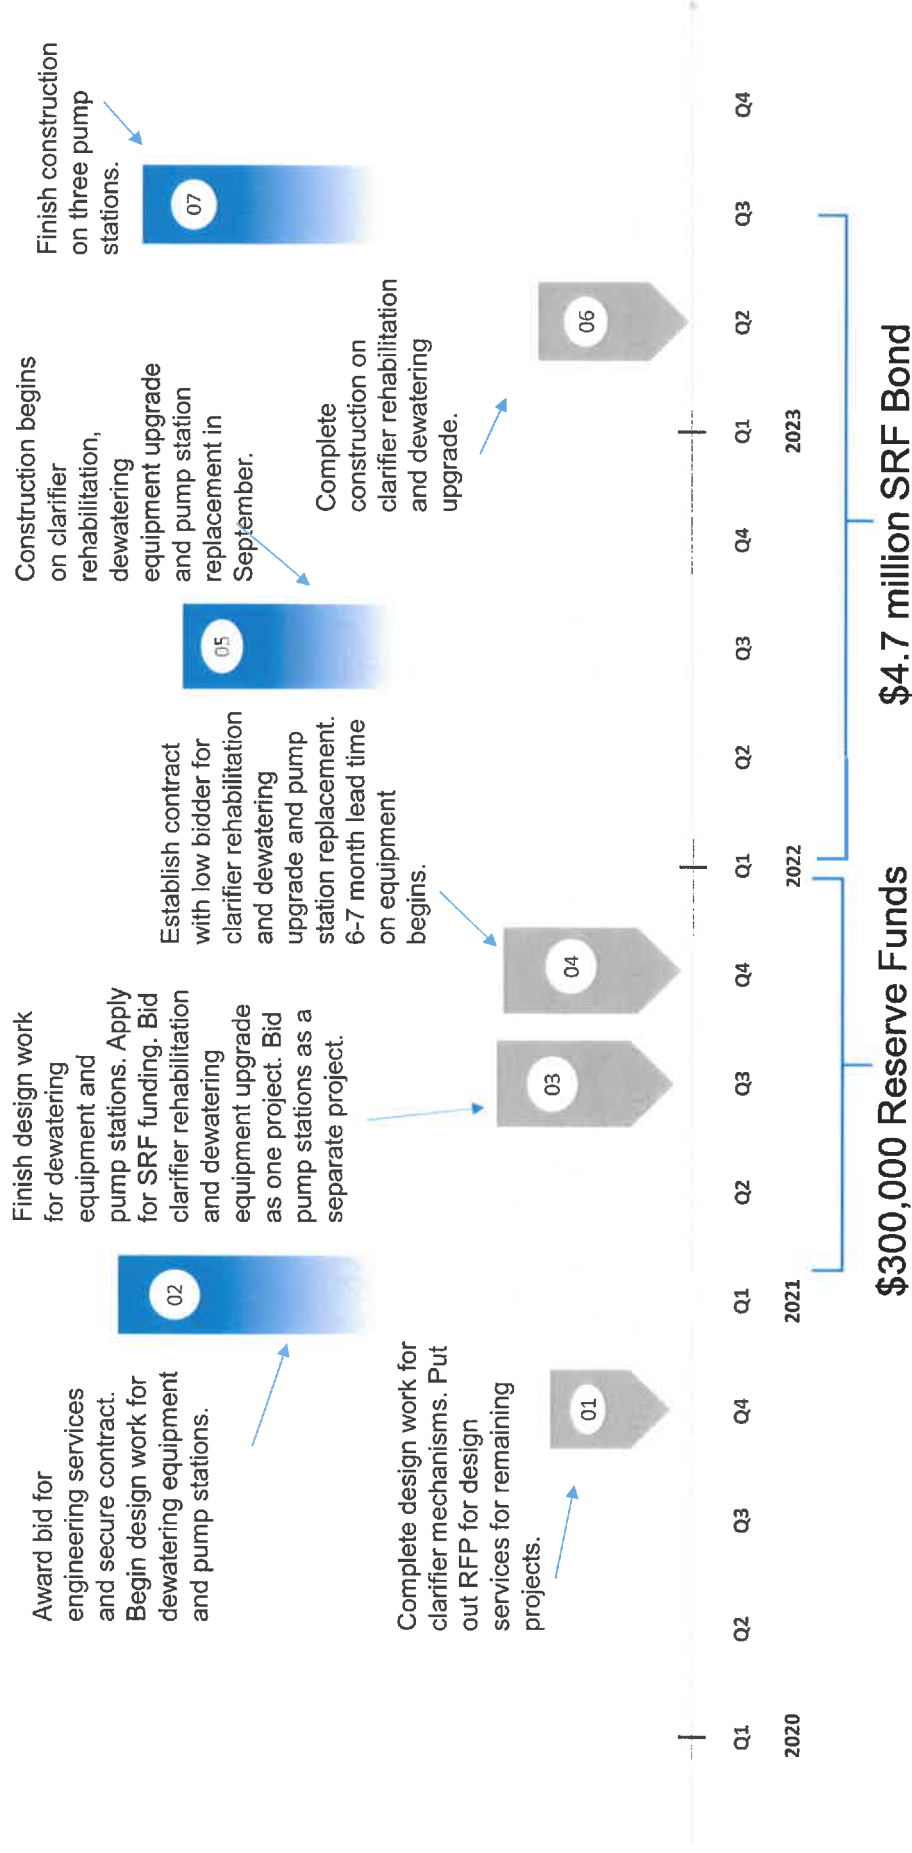 Award bid for
engineering services
and secure contract.
Begin design work for
dewatering equipment
and pump stations.
02
Finish design work
for dewatering
equipment and
pump stations. Apply
for SRF funding. Bid
clarifier rehabilitation
and dewatering
equipment upgrade
as one project. Bid
pump stations as a
separate project.
Establish contract
with low bidder for
clarifier rehabilitation
and dewatering
upgrade and pump
station replacement.
6-7 month lead time
on equipment
begins.
05
Construction begins
on clarifier
rehabilitation,
dewatering
equipment upgrade
and pump station
replacement in
September.
07
Finish construction
on three pump
stations.
Complete design work for
clarifier mechanisms. Put
out RFP for design
services for remaining
projects.
01
03
04
Complete
construction on
clarifier rehabilitation
and dewatering
upgrade.
06
Q1 Q2 Q3 Q4 Q1 Q2 Q3 Q4 Q1 Q2 Q3 Q4 Q1 Q2 Q3 Q4
2020 2021 2022 2023
$300,000 Reserve Funds
$4.7 million SRF Bond